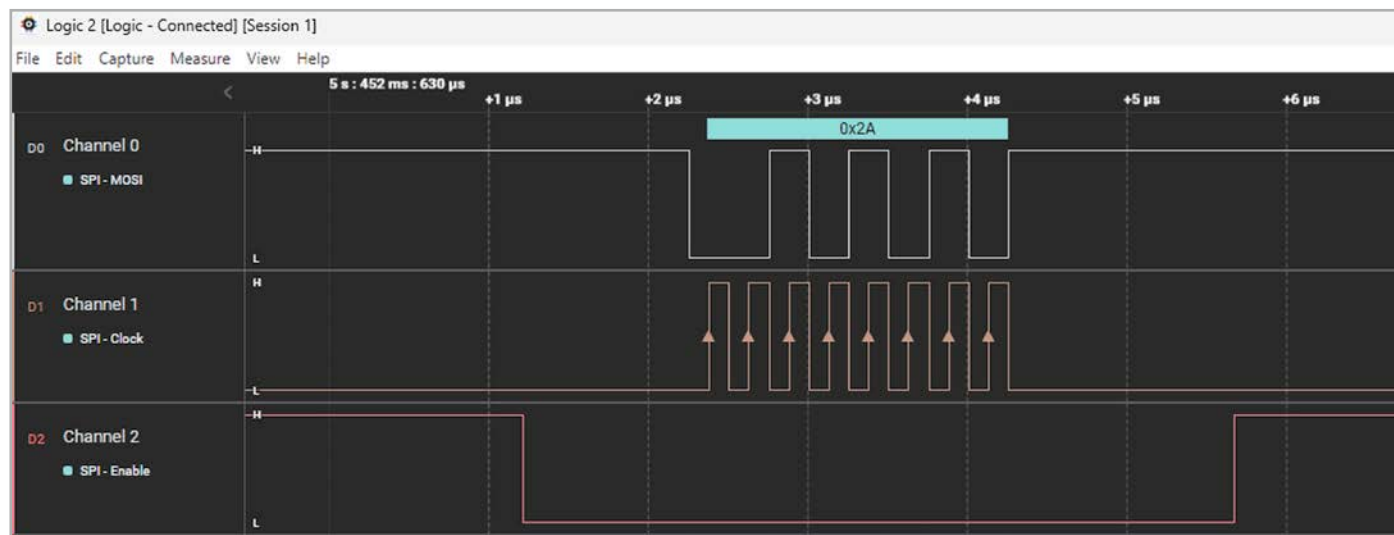 Logic 2 [Logic - Connected] [Session 1]
File Edit Capture Measure View Help
5 s : 452 ms : 630 µs
+1 µs +2 µs +3 µs +4 µs +5 µs +6 µs
0x2A
D0 Channel 0
H
SPI - MOSI
L
H
D1 Channel 1
SPI - Clock
L
H
D2 Channel 2
SPI - Enable
L